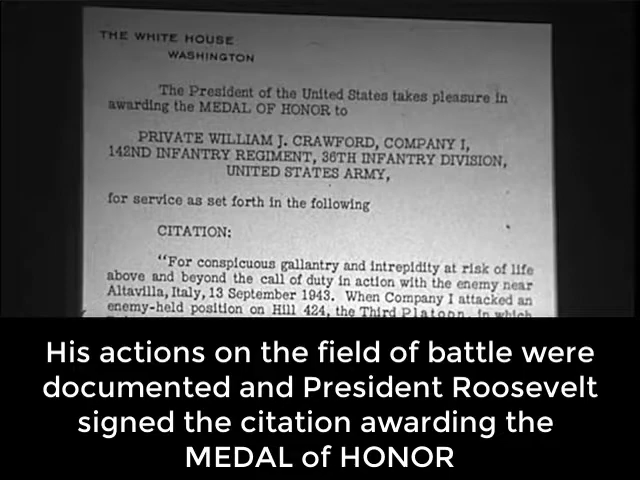 THE WHITE HOUSE
WASHINGTON
The President of the United States takes pleasure in
awarding the MEDAL OF HONOR to
PRIVATE WILLIAM J. CRAWFORD, COMPANY I,
142ND INFANTRY REGIMENT, 36TH INFANTRY DIVISION,
UNITED STATES ARMY,
for service as set forth in the following
CITATION:
"For conspicuous gallantry and intrepidity at risk of life
above and beyond the call of duty in action with the enemy near
Altavilla, Italy, 13 September 1943. When Company I attacked an
enemy-held position on Hill 424, the Third Platoon, in which
His actions on the field of battle were
documented and President Roosevelt
signed the citation awarding the
MEDAL of HONOR